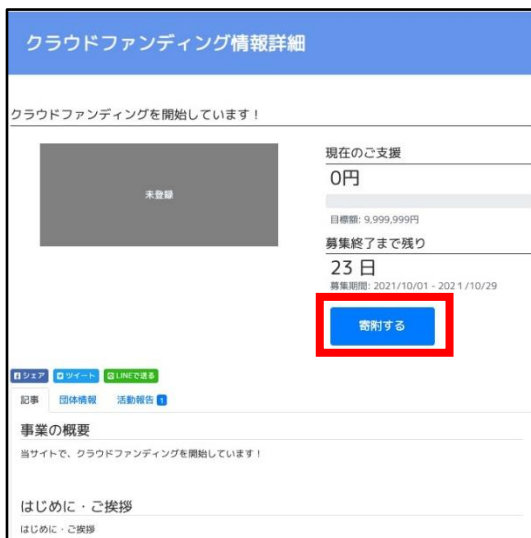 クラウドファンディング情報詳細
クラウドファンディングを開始しています！
未登録
現在のご支援
0円
目標額: 9,999,999円
募集終了まで残り
23 日
募集期間: 2021/10/01 - 2021/10/29
寄附する
シェア ツイート LINEで送る
記事 団体情報 活動報告 1
事業の概要
当サイトで、クラウドファンディングを開始しています！
はじめに・ご挨拶
はじめに・ご挨拶